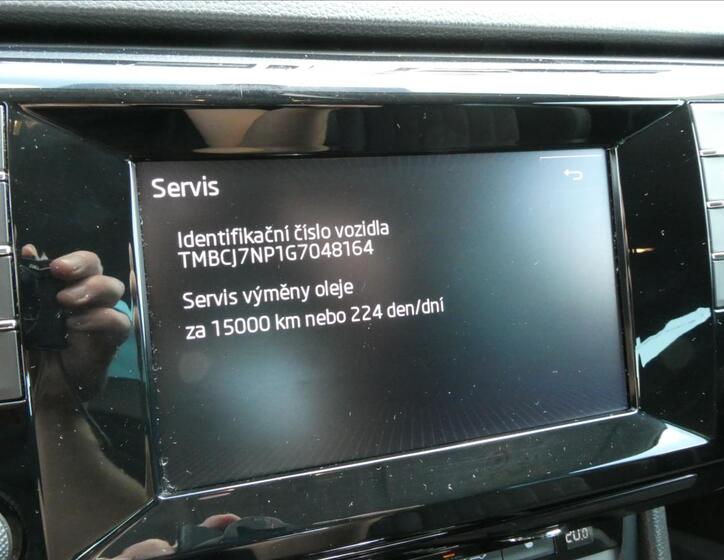 Servis
Identifikační číslo vozidla
TMBCJ7NP1G7048164
Servis výměny oleje
za 15000 km nebo 224 den/dní